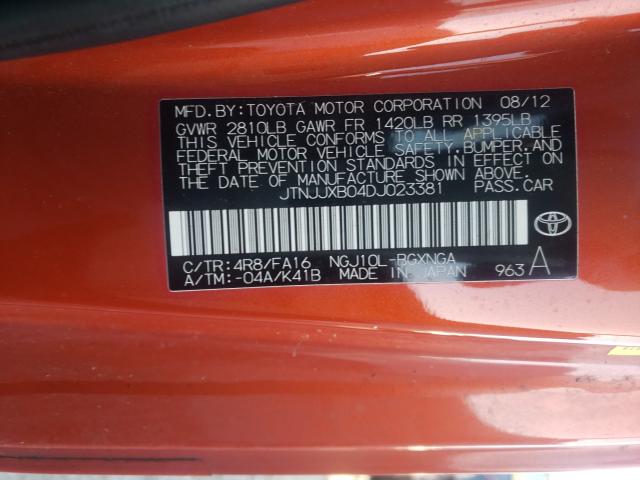 MFD. BY: TOYOTA MOTOR CORPORATION 08/12
GVWR 2810LB GAWR FR 1420LB RR 1395LB
THIS VEHICLE CONFORMS TO ALL APPLICABLE
FEDERAL MOTOR VEHICLE SAFETY, BUMPER, AND
THEFT PREVENTION STANDARDS IN EFFECT ON
THE DATE OF MANUFACTURE SHOWN ABOVE.
JTNJJXB04DJ023381 PASS.CAR
C/TR:4R8/FA16 NGJ10L-BGXNGA
A/TM:-04A/K41B MADE IN JAPAN 963 A